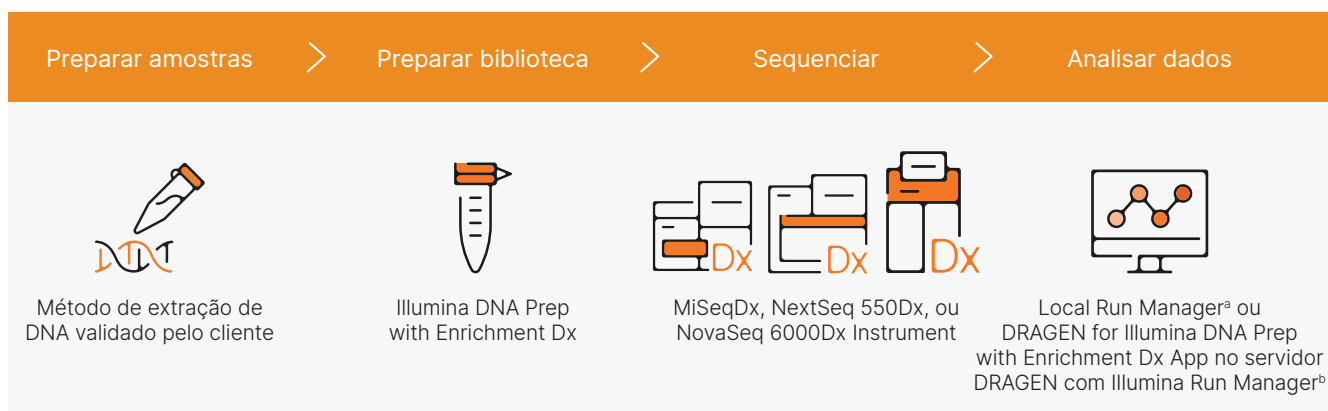 Preparar amostras
Preparar biblioteca
Sequenciar
Analisar dados
Dx
Dx
Dx
Método de extração de
DNA validado pelo cliente
Illumina DNA Prep
with Enrichment Dx
MiSeqDx, NextSeq 550Dx, ou
NovaSeq 6000Dx Instrument
Local Run Managerᵃ ou
DRAGEN for Illumina DNA Prep
with Enrichment Dx App no servidor
DRAGEN com Illumina Run Managerᵇ